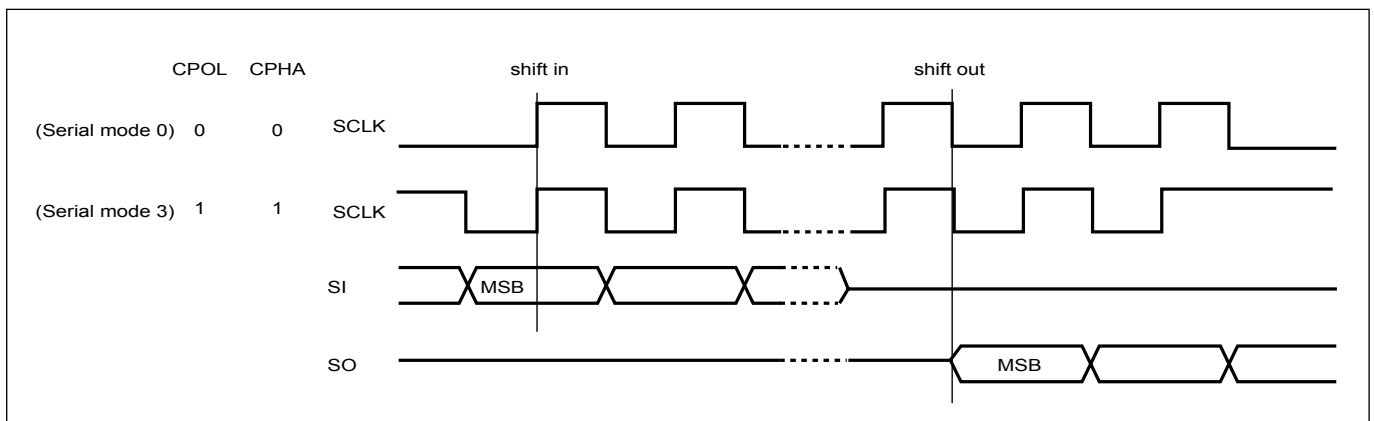 CPOL CPHA shift in shift out
(Serial mode 0) 0 0 SCLK
(Serial mode 3) 1 1 SCLK
SI MSB
SO MSB